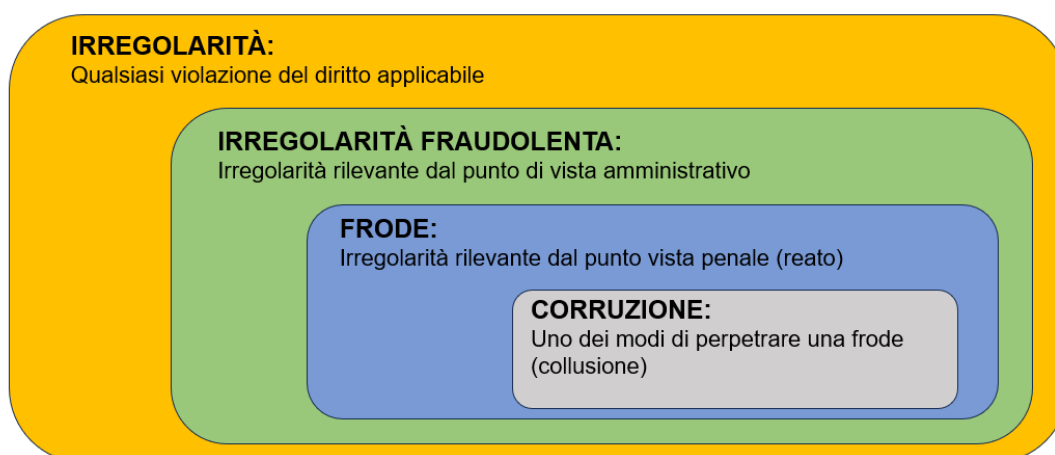 IRREGOLARITÀ:
Qualsiasi violazione del diritto applicabile
IRREGOLARITÀ FRAUDOLENTA:
Irregolarità rilevante dal punto di vista amministrativo
FRODE:
Irregolarità rilevante dal punto vista penale (reato)
CORRUZIONE:
Uno dei modi di perpetrare una frode
(collusione)